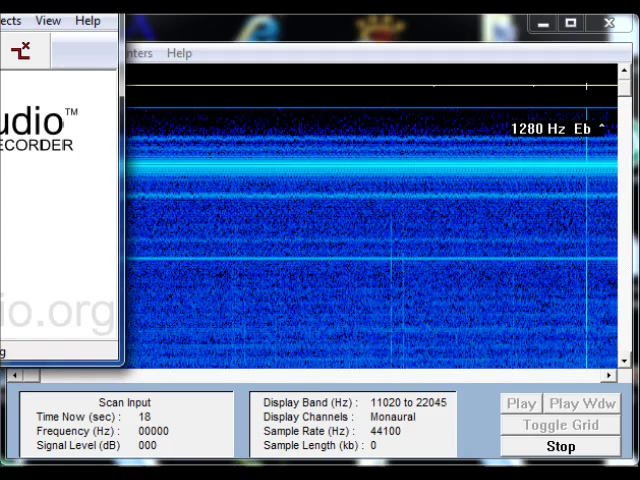 ects View Help
nters Help
udio™
ECORDER
1280 Hz Eb ^
io.org
g
Scan Input
Time Now (sec) : 18
Frequency (Hz) : 00000
Signal Level (dB) 000
Display Band (Hz) : 11020 to 22045
Display Channels : Monaural
Sample Rate (Hz) : 44100
Sample Length (kb) : 0
Play Play Wdw
Toggle Grid
Stop